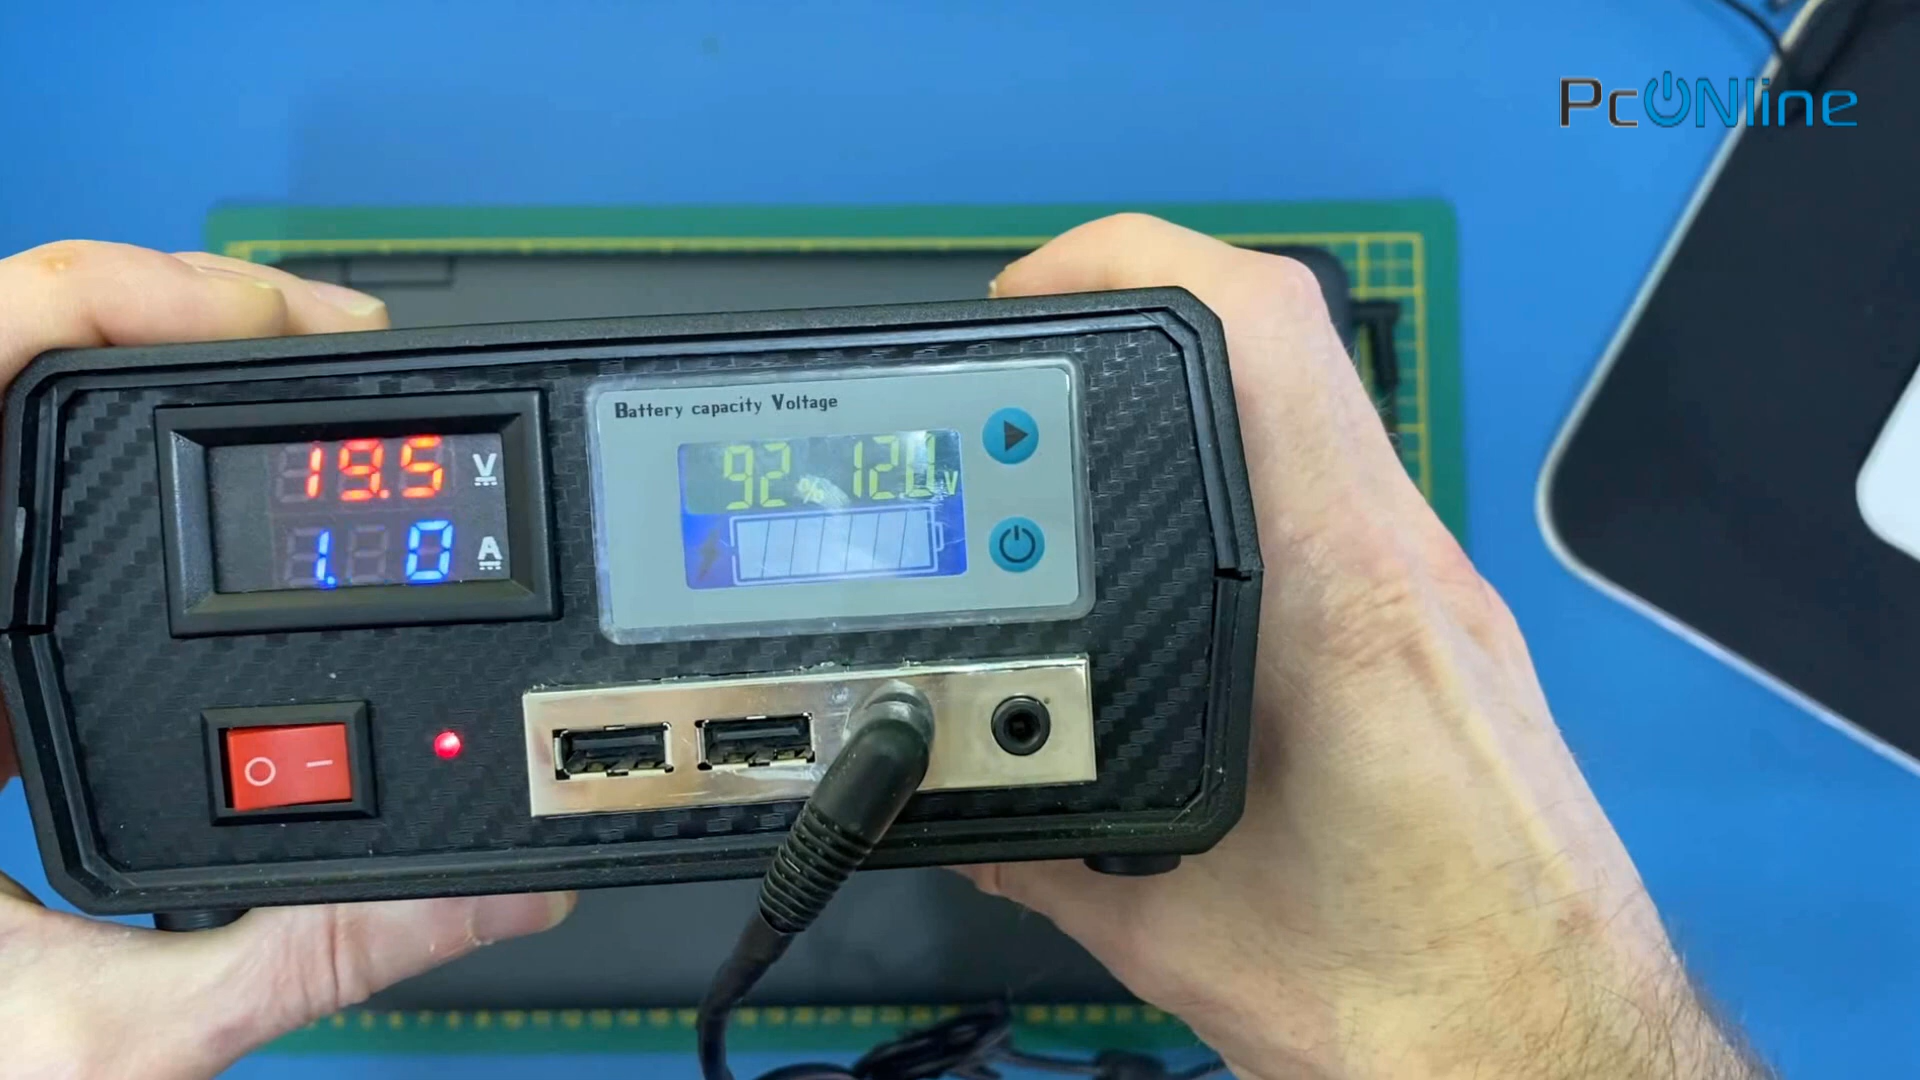 PcONline
Battery capacity Voltage
19.5 V
92 % 12.0 V
1.0 A